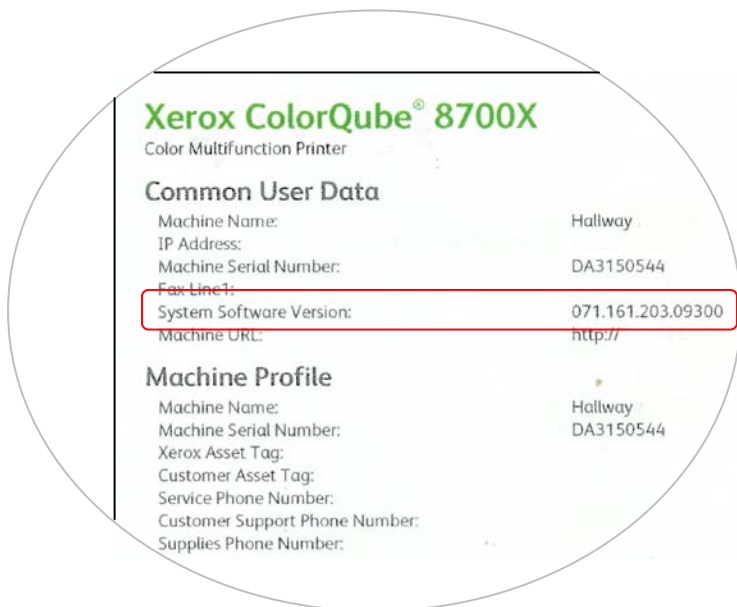 Xerox ColorQube® 8700X
Color Multifunction Printer
Common User Data
Machine Name: Hallway
IP Address:
Machine Serial Number: DA3150544
Fax Line1:
System Software Version: 071.161.203.09300
Machine URL: http://
Machine Profile
Machine Name: Hallway
Machine Serial Number: DA3150544
Xerox Asset Tag:
Customer Asset Tag:
Service Phone Number:
Customer Support Phone Number:
Supplies Phone Number: